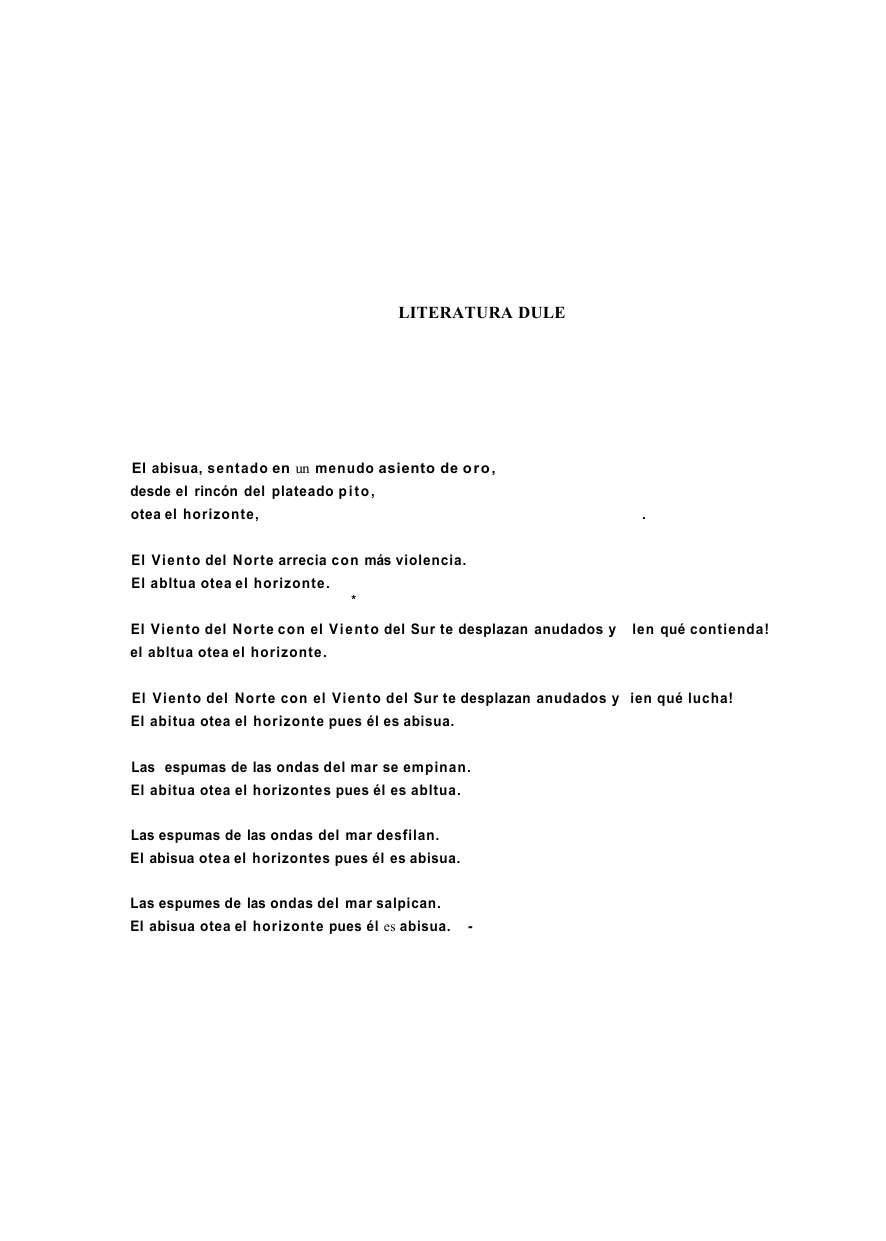 LITERATURA DULE
El abisua, sentado en un menudo asiento de oro,
desde el rincón del plateado pito,
otea el horizonte, .
El Viento del Norte arrecia con más violencia.
El abltua otea el horizonte.
*
El Viento del Norte con el Viento del Sur te desplazan anudados y len qué contienda!
el abltua otea el horizonte.
El Viento del Norte con el Viento del Sur te desplazan anudados y ien qué lucha!
El abitua otea el horizonte pues él es abisua.
Las espumas de las ondas del mar se empinan.
El abitua otea el horizontes pues él es abltua.
Las espumas de las ondas del mar desfilan.
El abisua otea el horizontes pues él es abisua.
Las espumes de las ondas del mar salpican.
El abisua otea el horizonte pues él es abisua. -